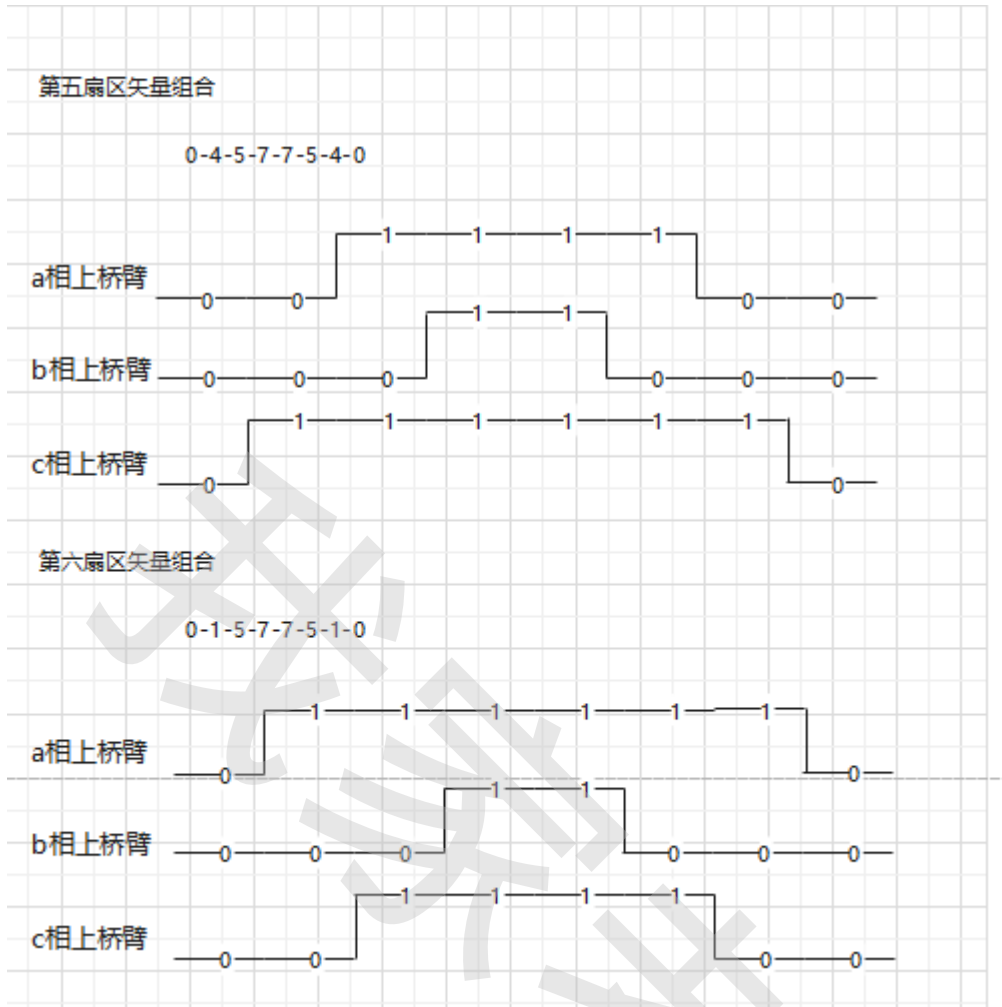 第五扇区矢量组合
0-4-5-7-7-5-4-0
a相上桥臂 0 0 1 1 1 1 0 0
b相上桥臂 0 0 0 1 1 0 0 0
c相上桥臂 0 1 1 1 1 1 1 0
第六扇区矢量组合
0-1-5-7-7-5-1-0
a相上桥臂 0 1 1 1 1 1 1 0
b相上桥臂 0 0 0 1 1 0 0 0
c相上桥臂 0 0 1 1 1 1 0 0
我家